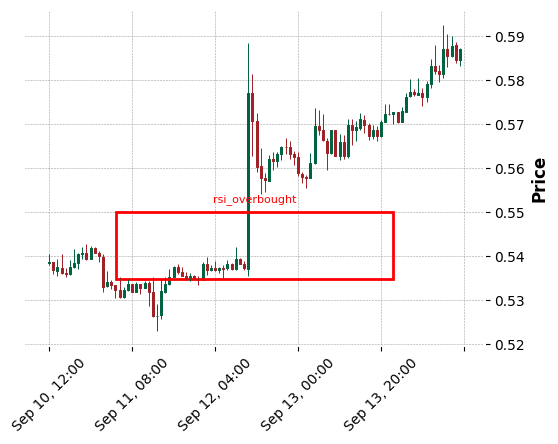 0.59
0.58
0.57
0.56
rsi_overbought
0.55
0.54
0.53
0.52
Price
Sep 10, 12:00
Sep 11, 08:00
Sep 12, 04:00
Sep 13, 00:00
Sep 13, 20:00